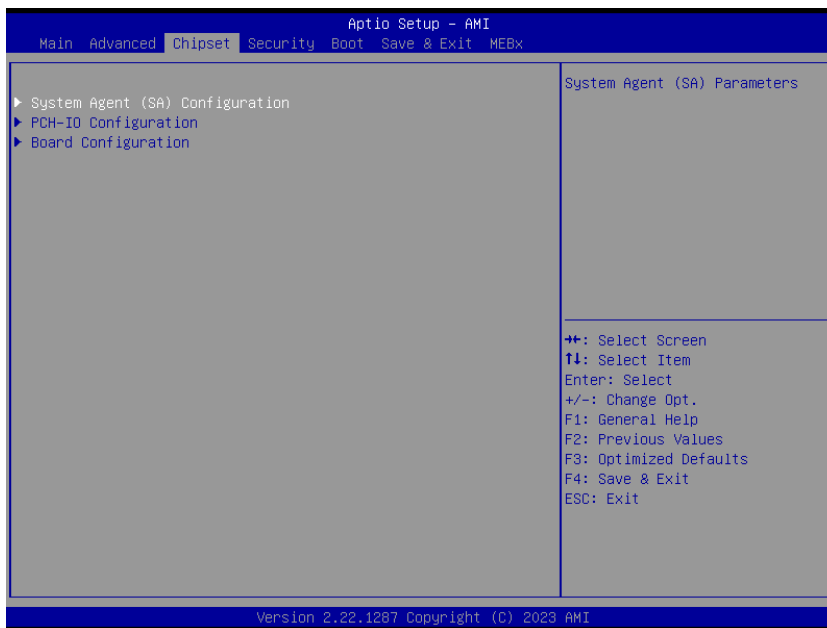 Aptio Setup - AMI
Main Advanced Chipset Security Boot Save & Exit MEBx
System Agent (SA) Configuration
PCH-IO Configuration
Board Configuration
System Agent (SA) Parameters
→←: Select Screen
↑↓: Select Item
Enter: Select
+/-: Change Opt.
F1: General Help
F2: Previous Values
F3: Optimized Defaults
F4: Save & Exit
ESC: Exit
Version 2.22.1287 Copyright (C) 2023 AMI